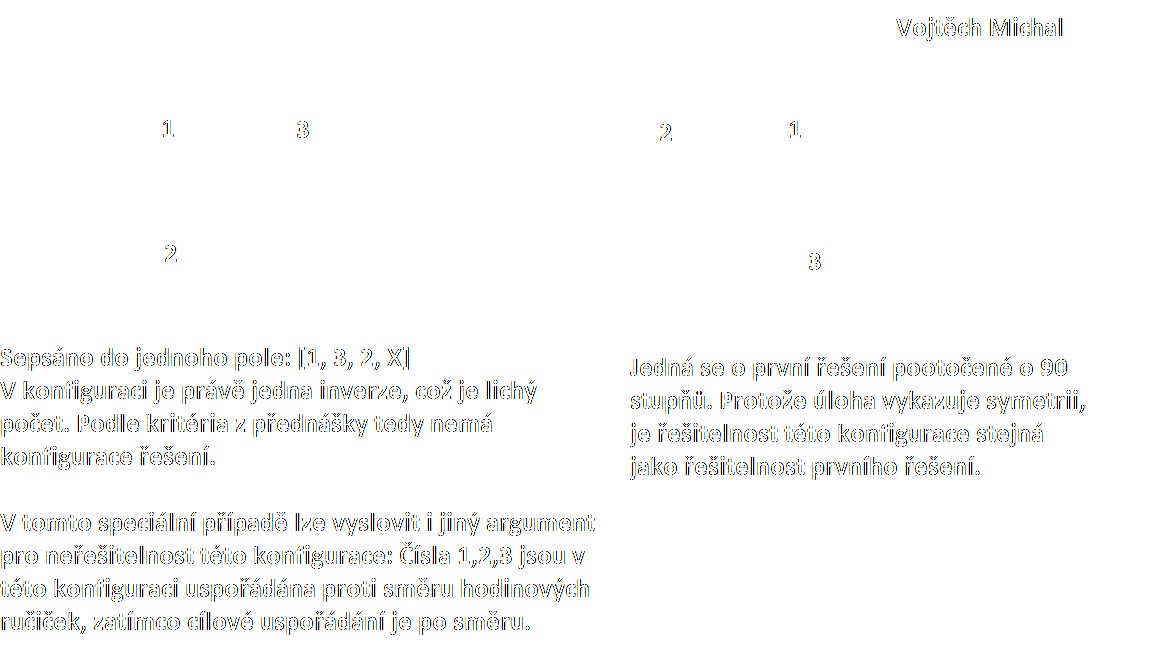 Vojtěch Michal
1 3
2 1
2
3
Sepsáno do jednoho pole: [1, 3, 2, X]
V konfiguraci je právě jedna inverze, což je lichý
počet. Podle kritéria z přednášky tedy nemá
konfigurace řešení.
V tomto speciální případě lze vyslovit i jiný argument
pro neřešitelnost této konfigurace: Čísla 1,2,3 jsou v
této konfiguraci uspořádána proti směru hodinových
ručiček, zatímco cílové uspořádání je po směru.
Jedná se o první řešení pootočené o 90
stupňů. Protože úloha vykazuje symetrii,
je řešitelnost této konfigurace stejná
jako řešitelnost prvního řešení.